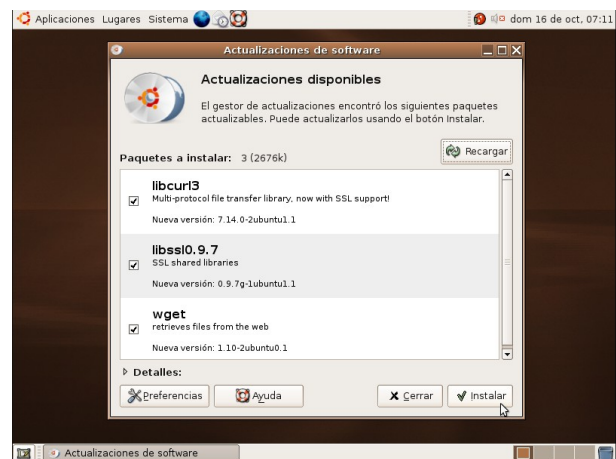 Aplicaciones Lugares Sistema
dom 16 de oct, 07:11
Actualizaciones de software
Actualizaciones disponibles
El gestor de actualizaciones encontró los siguientes paquetes
actualizables. Puede actualizarlos usando el botón Instalar.
Recargar
Paquetes a instalar: 3 (2676k)
libcurl3
Multi-protocol file transfer library, now with SSL support!
Nueva versión: 7.14.0-2ubuntu1.1
libssl0.9.7
SSL shared libraries
Nueva versión: 0.9.7g-1ubuntu1.1
wget
retrieves files from the web
Nueva versión: 1.10-2ubuntu0.1
Detalles:
Preferencias
Ayuda
Cerrar
Instalar
Actualizaciones de software